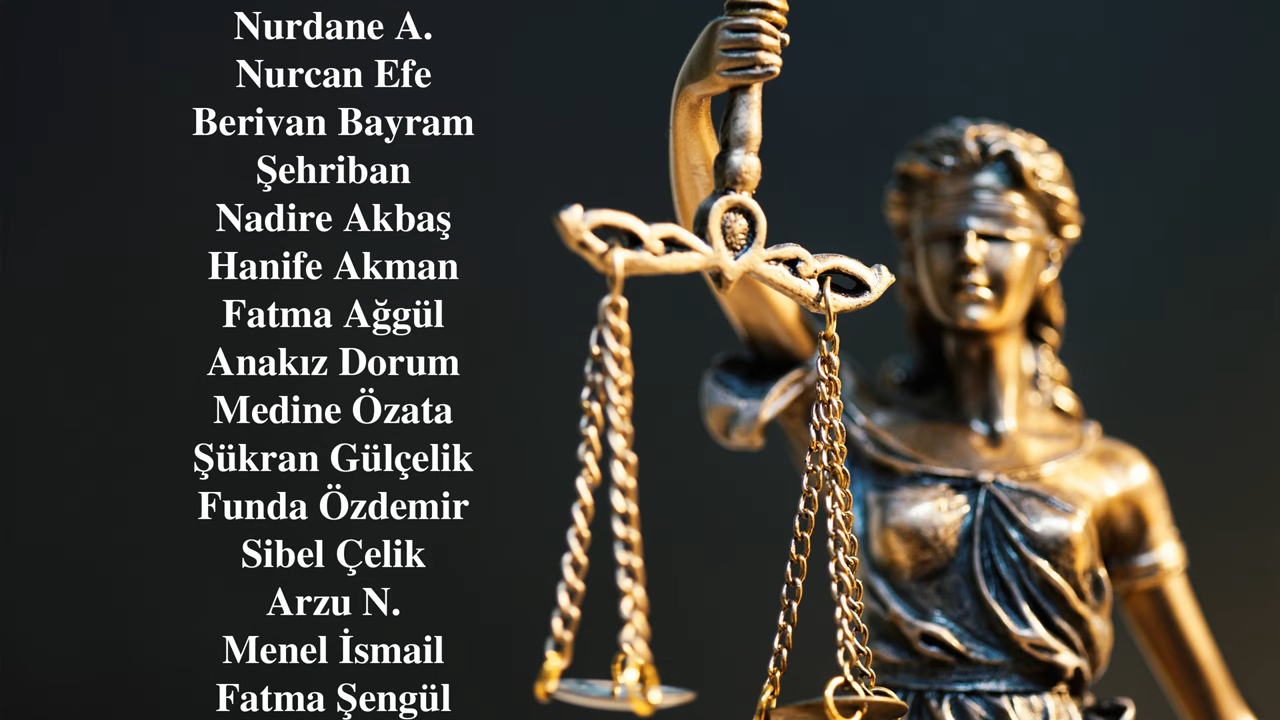 Nurdane A.
Nurcan Efe
Berivan Bayram
Şehriban
Nadire Akbaş
Hanife Akman
Fatma Ağgül
Anakız Dorum
Medine Özata
Şükran Gülçelik
Funda Özdemir
Sibel Çelik
Arzu N.
Menel İsmail
Fatma Şengül